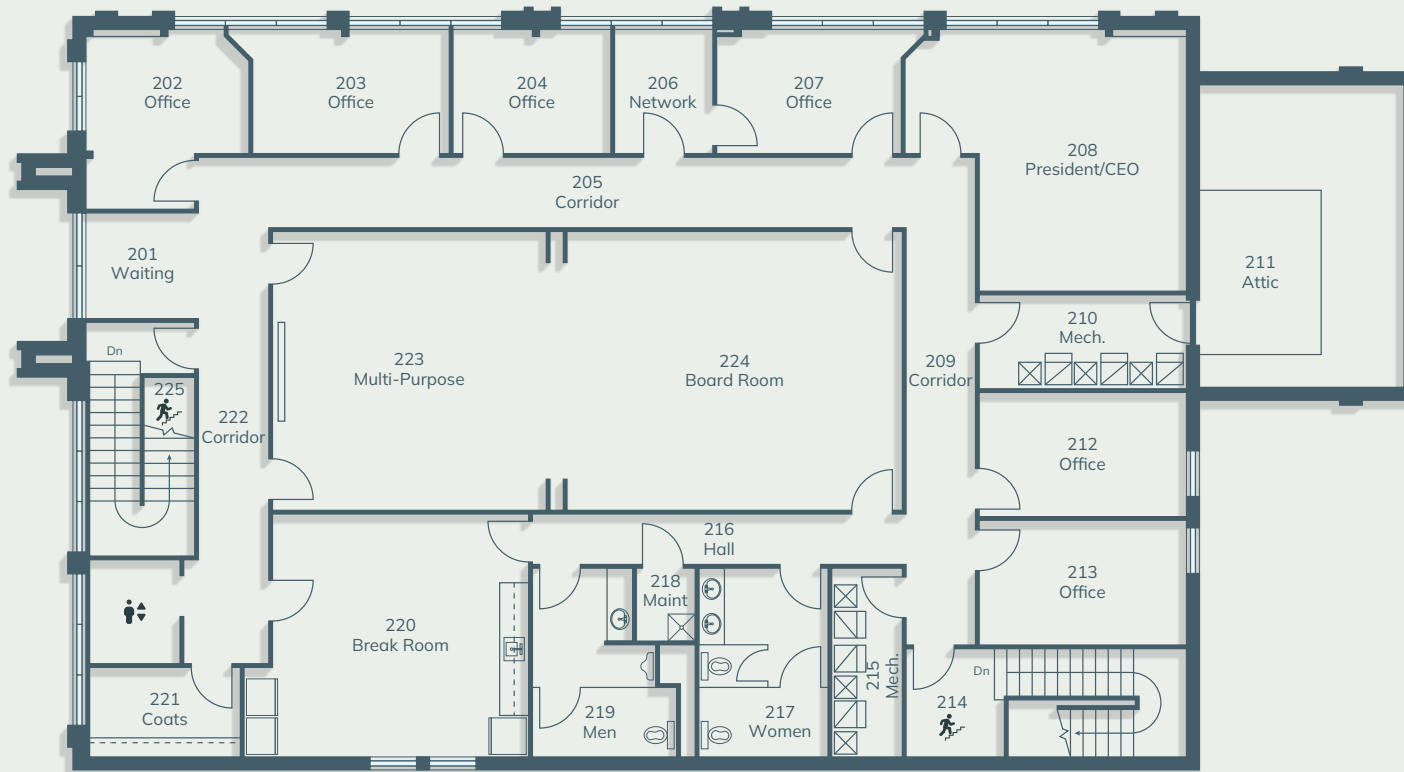 202
Office
203
Office
204
Office
206
Network
207
Office
208
President/CEO
205
Corridor
201
Waiting
211
Attic
210
Mech.
Dn
225
222
Corridor
223
Multi-Purpose
224
Board Room
209
Corridor
212
Office
216
Hall
213
Office
218
Maint
220
Break Room
215
Mech.
Dn
221
Coats
219
Men
217
Women
214